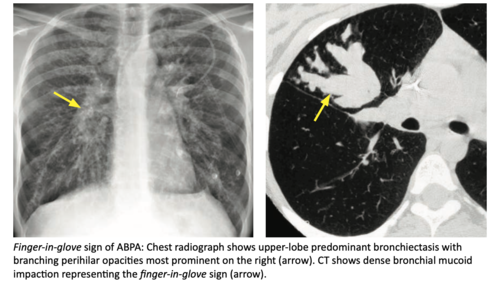 Finger-in-glove sign of ABPA: Chest radiograph shows upper-lobe predominant bronchiectasis with
branching perihilar opacities most prominent on the right (arrow). CT shows dense bronchial mucoid
impaction representing the finger-in-glove sign (arrow).